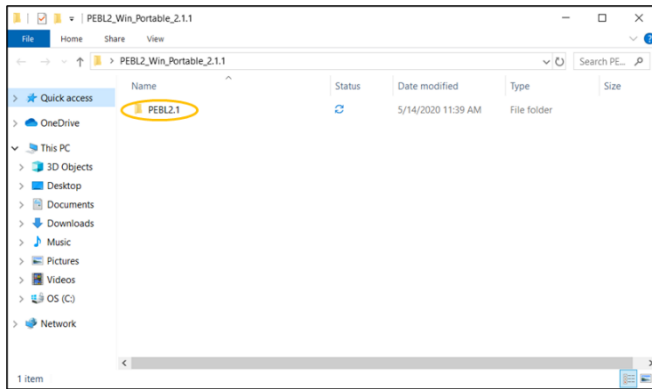 PEBL2_Win_Portable_2.1.1
File Home Share View
PEBL2_Win_Portable_2.1.1 Search PE...
Name Status Date modified Type Size
Quick access
PEBL2.1 5/14/2020 11:39 AM File folder
OneDrive
This PC
3D Objects
Desktop
Documents
Downloads
Music
Pictures
Videos
OS (C:)
Network
1 item